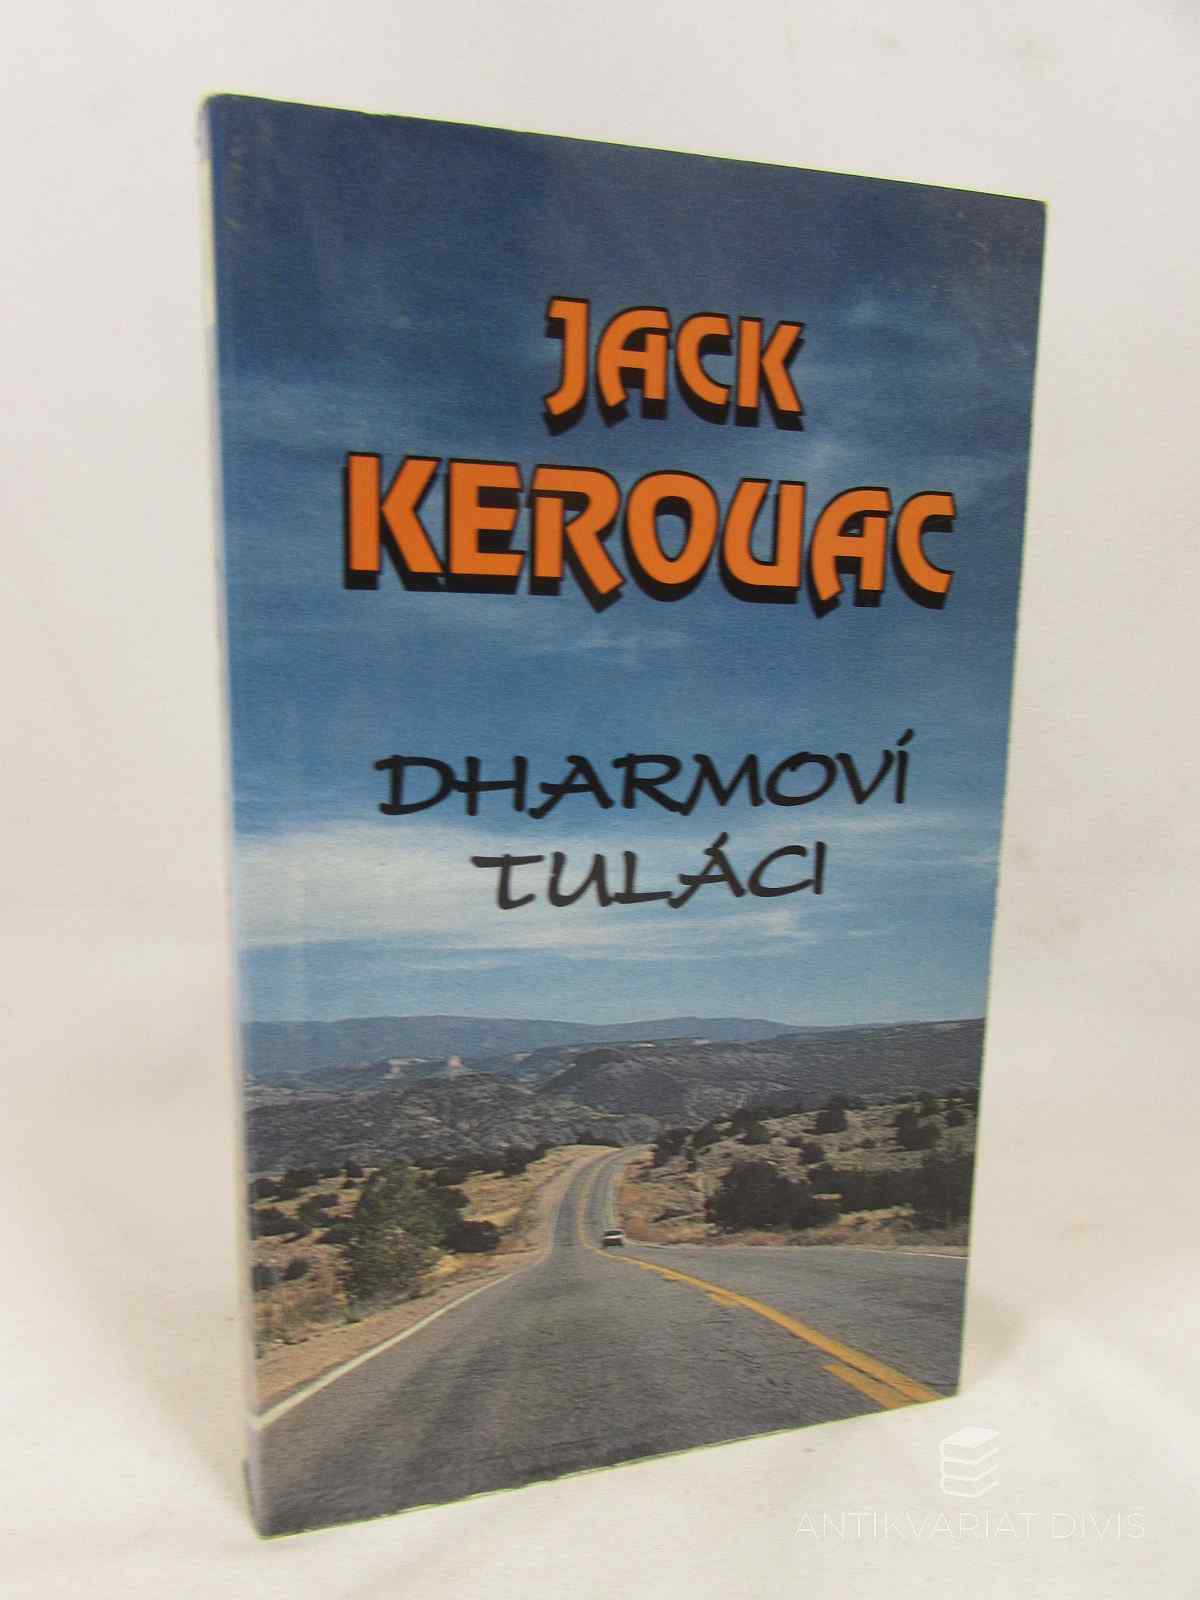 JACK
KEROUAC
DHARMOVÍ
TULÁCI
ANTIKVARIAT DIVIS